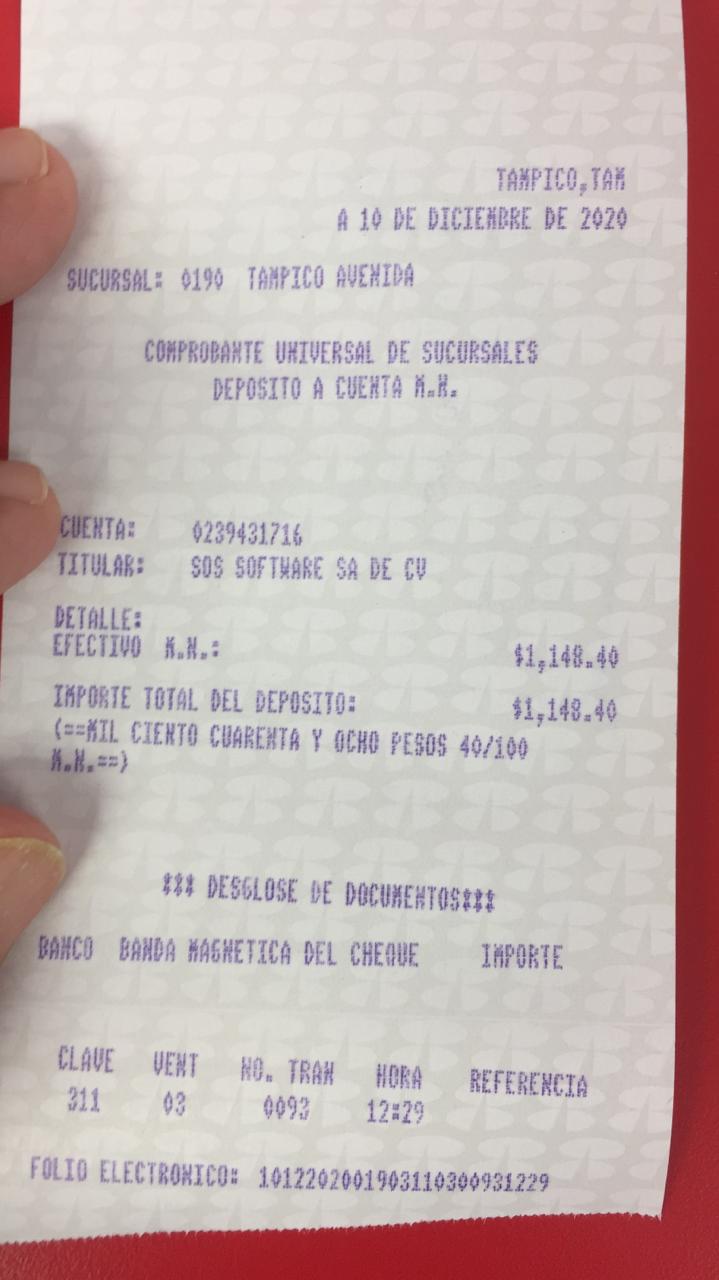 TAMPICO,TAM
A 10 DE DICIEMBRE DE 2020
SUCURSAL: 0190 TAMPICO AVENIDA
COMPROBANTE UNIVERSAL DE SUCURSALES
DEPOSITO A CUENTA M.N.
CUENTA: 0239431716
TITULAR: SOS SOFTWARE SA DE CV
DETALLE:
EFECTIVO M.N.: $1,148.40
IMPORTE TOTAL DEL DEPOSITO: $1,148.40
(==MIL CIENTO CUARENTA Y OCHO PESOS 40/100
M.N.==)
*** DESGLOSE DE DOCUMENTOS***
BANCO BANDA MAGNETICA DEL CHEQUE IMPORTE
CLAVE VENT NO. TRAN HORA REFERENCIA
311 03 0093 12:29
FOLIO ELECTRONICO: 1012202001903110300931229